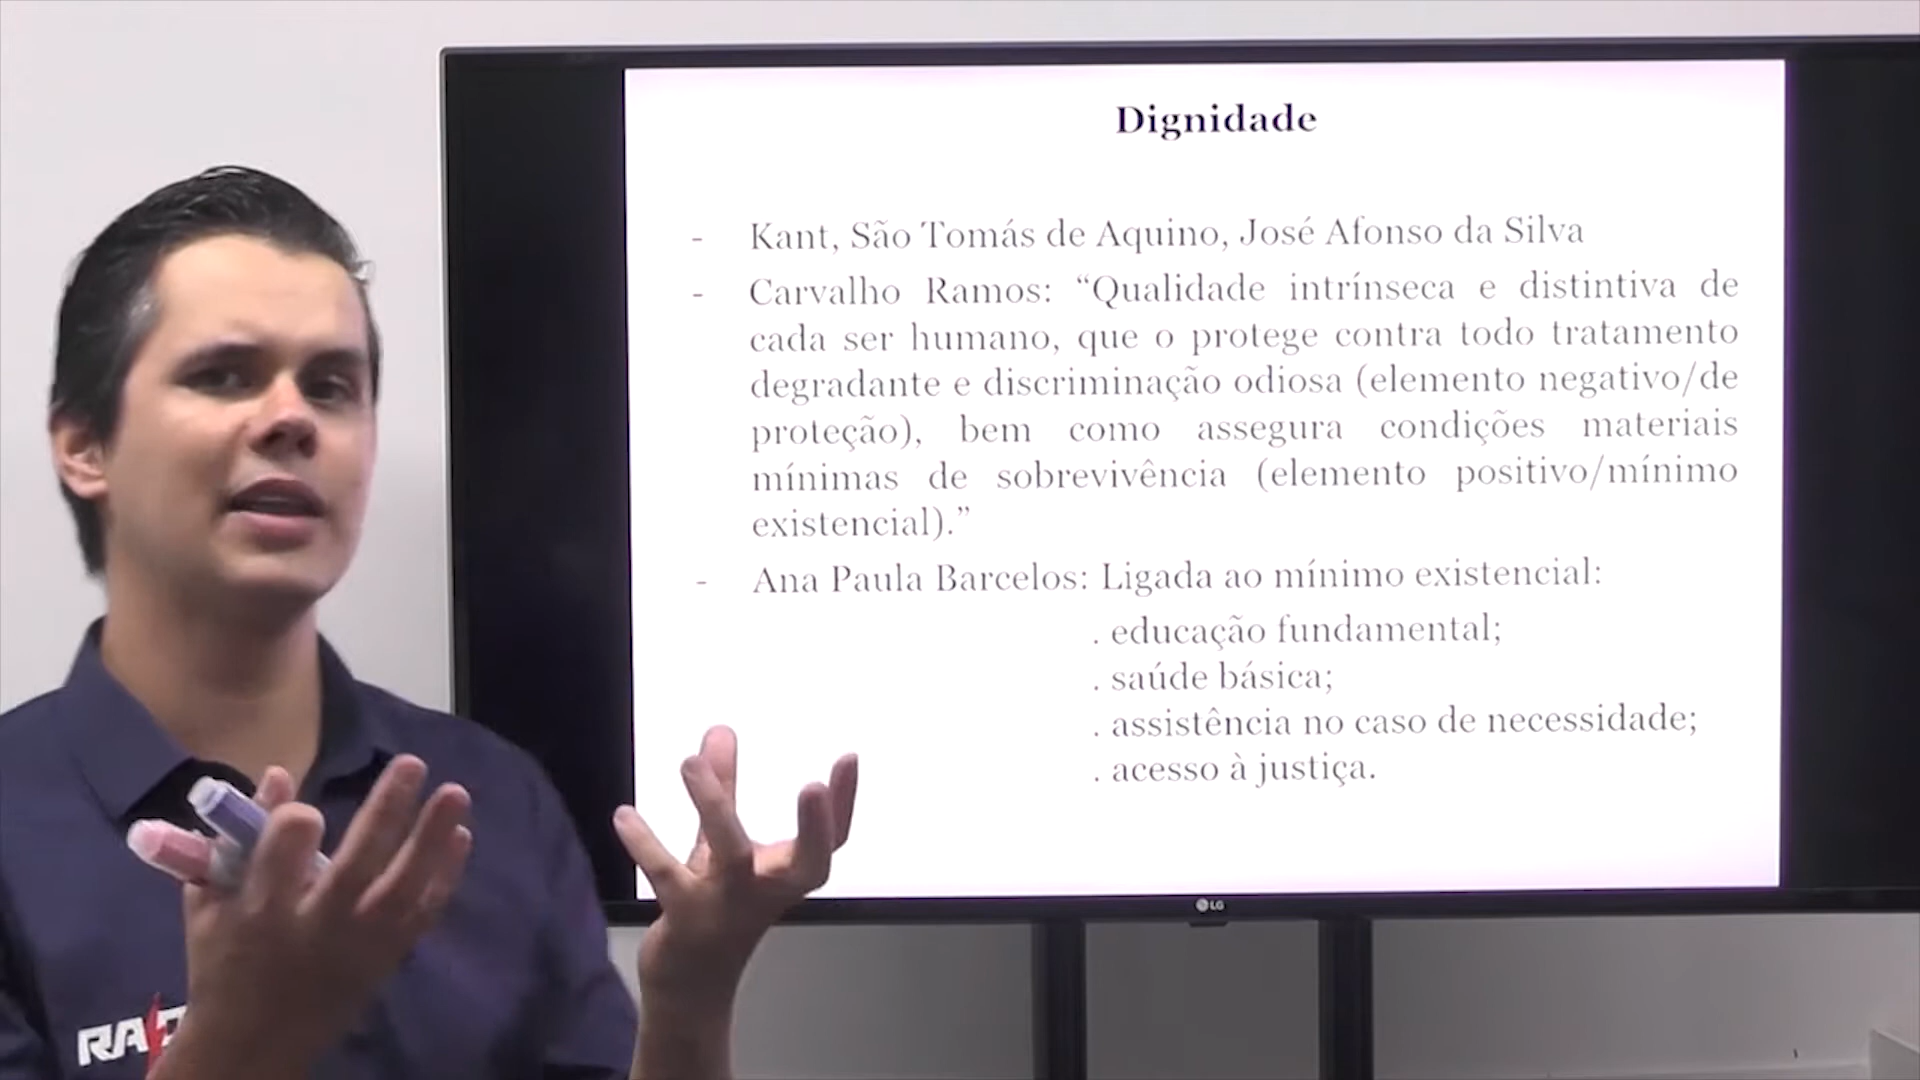 Dignidade
- Kant, São Tomás de Aquino, José Afonso da Silva
- Carvalho Ramos: “Qualidade intrínseca e distintiva de
cada ser humano, que o protege contra todo tratamento
degradante e discriminação odiosa (elemento negativo/de
proteção), bem como assegura condições materiais
mínimas de sobrevivência (elemento positivo/mínimo
existencial).”
- Ana Paula Barcelos: Ligada ao mínimo existencial:
. educação fundamental;
. saúde básica;
. assistência no caso de necessidade;
. acesso à justiça.
LG